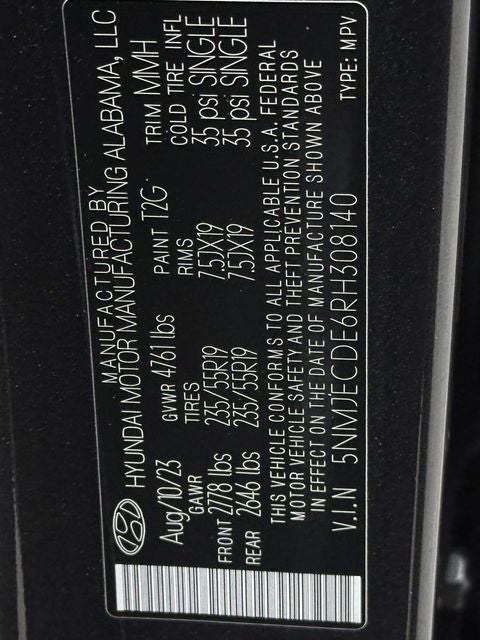 MANUFACTURED BY
HYUNDAI MOTOR MANUFACTURING ALABAMA, LLC
Aug/10/23 GVWR 4761 lbs PAINT T2G TRIM MMH
GAWR TIRES RIMS COLD TIRE INFL
FRONT 2778 lbs 235/55R19 7.5JX19 35 psi SINGLE
REAR 2646 lbs 235/55R19 7.5JX19 35 psi SINGLE
THIS VEHICLE CONFORMS TO ALL APPLICABLE U.S.A. FEDERAL
MOTOR VEHICLE SAFETY AND THEFT PREVENTION STANDARDS
IN EFFECT ON THE DATE OF MANUFACTURE SHOWN ABOVE
V.I.N 5NMJECDE6RH308140 TYPE: MPV